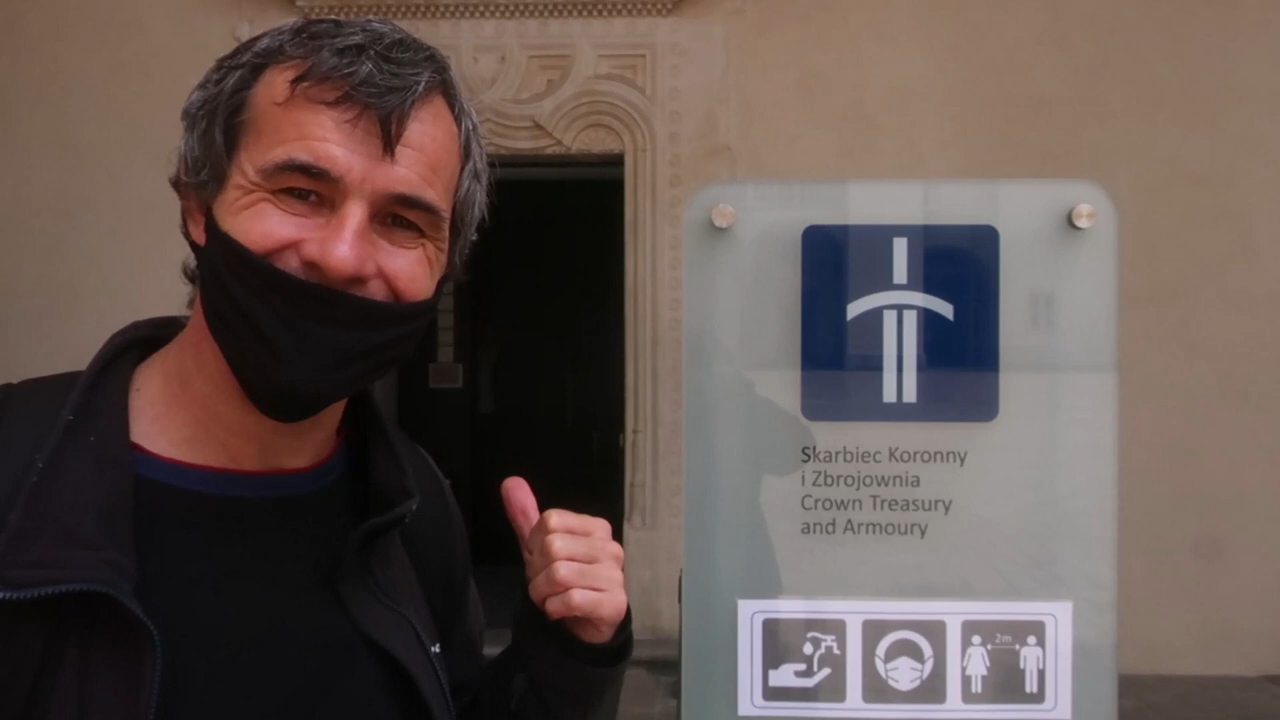 Skarbiec Koronny
i Zbrojownia
Crown Treasury
and Armoury
2m